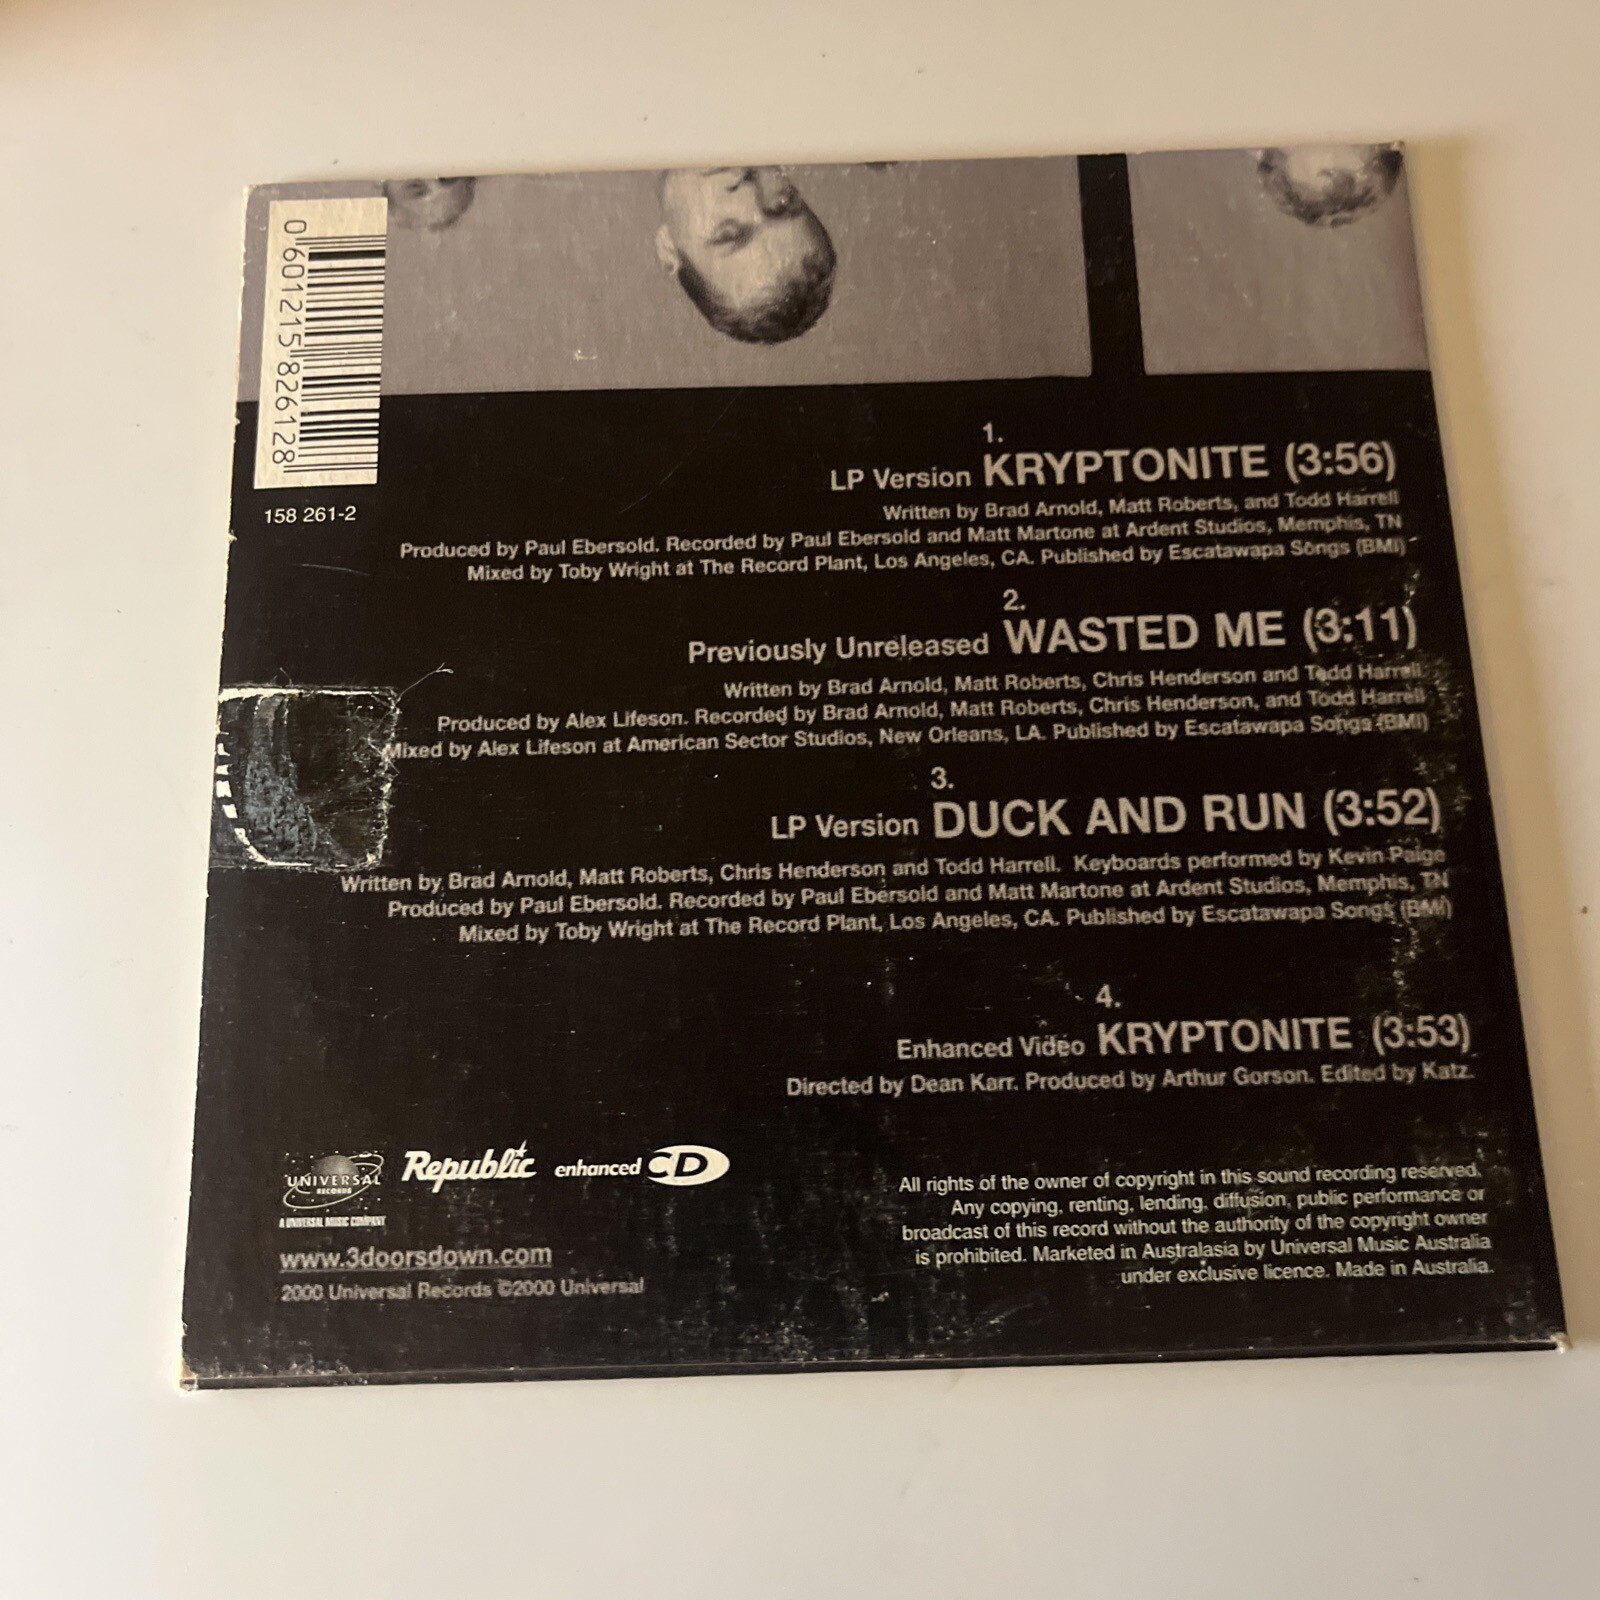 0 601215 826128
158 261-2
1.
LP Version KRYPTONITE (3:56)
Written by Brad Arnold, Matt Roberts, and Todd Harrell
Produced by Paul Ebersold. Recorded by Paul Ebersold and Matt Martone at Ardent Studios, Memphis, TN
Mixed by Toby Wright at The Record Plant, Los Angeles, CA. Published by Escatawapa Songs (BMI)
2.
Previously Unreleased WASTED ME (3:11)
Written by Brad Arnold, Matt Roberts, Chris Henderson and Todd Harrell
Produced by Alex Lifeson. Recorded by Brad Arnold, Matt Roberts, Chris Henderson, and Todd Harrell
Mixed by Alex Lifeson at American Sector Studios, New Orleans, LA. Published by Escatawapa Songs (BMI)
3.
LP Version DUCK AND RUN (3:52)
Written by Brad Arnold, Matt Roberts, Chris Henderson and Todd Harrell. Keyboards performed by Kevin Paige
Produced by Paul Ebersold. Recorded by Paul Ebersold and Matt Martone at Ardent Studios, Memphis, TN
Mixed by Toby Wright at The Record Plant, Los Angeles, CA. Published by Escatawapa Songs (BMI)
4.
Enhanced Video KRYPTONITE (3:53)
Directed by Dean Karr. Produced by Arthur Gorson. Edited by Katz.
UNIVERSAL
RECORDS
A UNIVERSAL MUSIC COMPANY
Republic
enhanced CD
www.3doorsdown.com
2000 Universal Records ©2000 Universal
All rights of the owner of copyright in this sound recording reserved.
Any copying, renting, lending, diffusion, public performance or
broadcast of this record without the authority of the copyright owner
is prohibited. Marketed in Australasia by Universal Music Australia
under exclusive licence. Made in Australia.